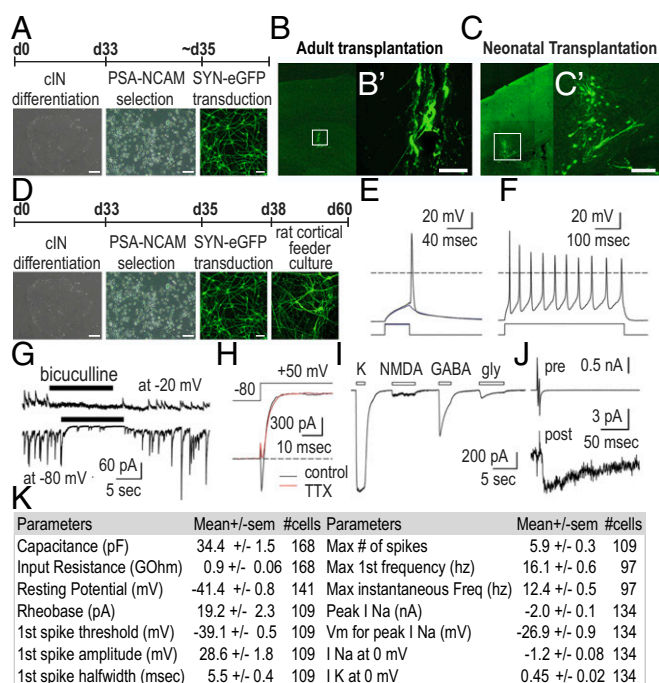 A
d0 d33 ~d35
cIN differentiation
PSA-NCAM selection
SYN-eGFP transduction
B Adult transplantation
B'
C Neonatal Transplantation
C'
D
d0 d33 d35 d38 d60
cIN differentiation
PSA-NCAM selection
SYN-eGFP transduction
rat cortical feeder culture
E
20 mV
40 msec
F
20 mV
100 msec
G
bicuculline
at -20 mV
at -80 mV
60 pA
5 sec
H
+50 mV
-80
300 pA
10 msec
control
TTX
I
K NMDA GABA gly
200 pA
5 sec
J
pre
0.5 nA
3 pA
post
50 msec
K
Parameters Mean+/-sem #cells Parameters Mean+/-sem #cells
Capacitance (pF) 34.4 +/- 1.5 168 Max # of spikes 5.9 +/- 0.3 109
Input Resistance (GOhm) 0.9 +/- 0.06 168 Max 1st frequency (hz) 16.1 +/- 0.6 97
Resting Potential (mV) -41.4 +/- 0.8 141 Max instantaneous Freq (hz) 12.4 +/- 0.5 97
Rheobase (pA) 19.2 +/- 2.3 109 Peak I Na (nA) -2.0 +/- 0.1 134
1st spike threshold (mV) -39.1 +/- 0.5 109 Vm for peak I Na (mV) -26.9 +/- 0.9 134
1st spike amplitude (mV) 28.6 +/- 1.8 109 I Na at 0 mV -1.2 +/- 0.08 134
1st spike halfwidth (msec) 5.5 +/- 0.4 109 I K at 0 mV 0.45 +/- 0.02 134